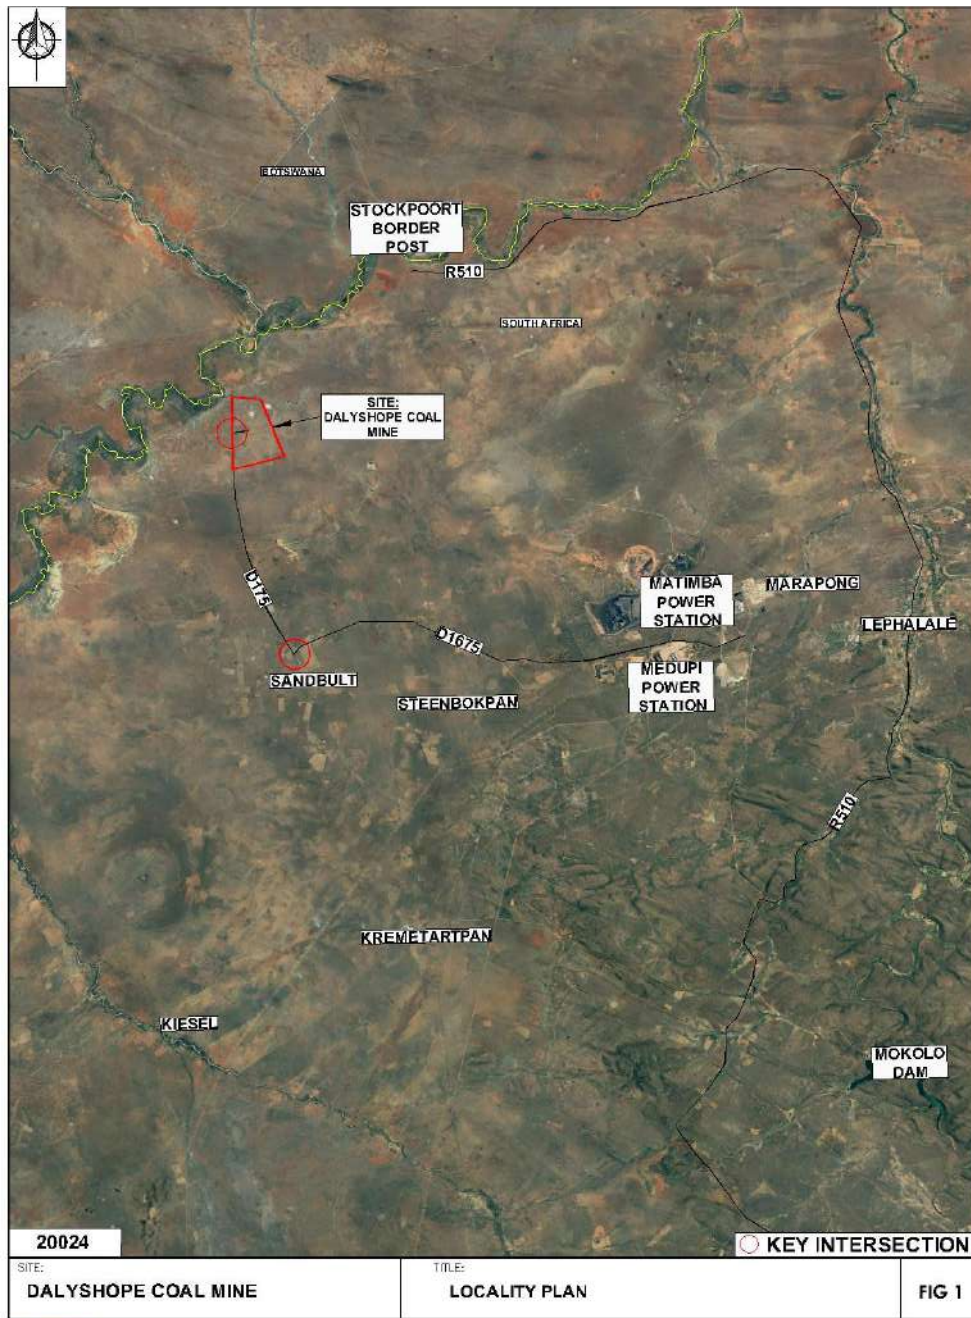 BOTSWANA
STOCKPOORT
BORDER
POST
R510
SOUTH AFRICA
SITE:
DALYSHOPE COAL
MINE
D175
MATIMBA
POWER
STATION
MARAPONG
LEPHALALE
D1675
SANDBULT
MEDUPI
POWER
STATION
STEENBOKPAN
R510
KREMETARTPAN
KIESEL
MOKOLO
DAM
20024
KEY INTERSECTION
SITE:
DALYSHOPE COAL MINE
TITLE:
LOCALITY PLAN
FIG 1